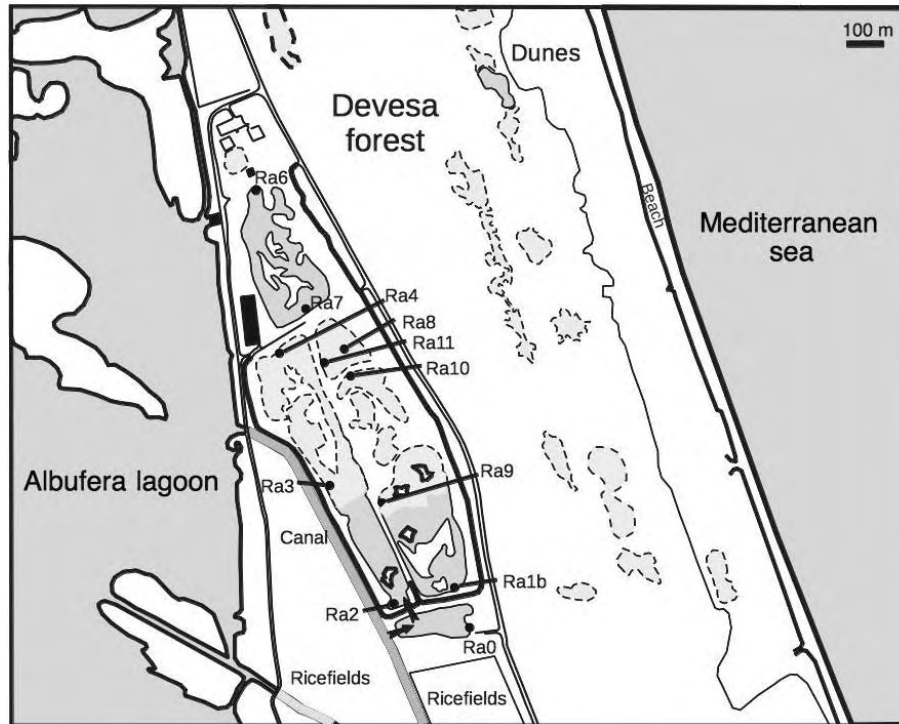 100 m
Dunes
Devesa
forest
Beach
Mediterranean
sea
Ra6
Ra7
Ra4
Ra8
Ra11
Ra10
Albufera lagoon
Ra3
Ra9
Canal
Ra1b
Ra2
Ra0
Ricefields
Ricefields